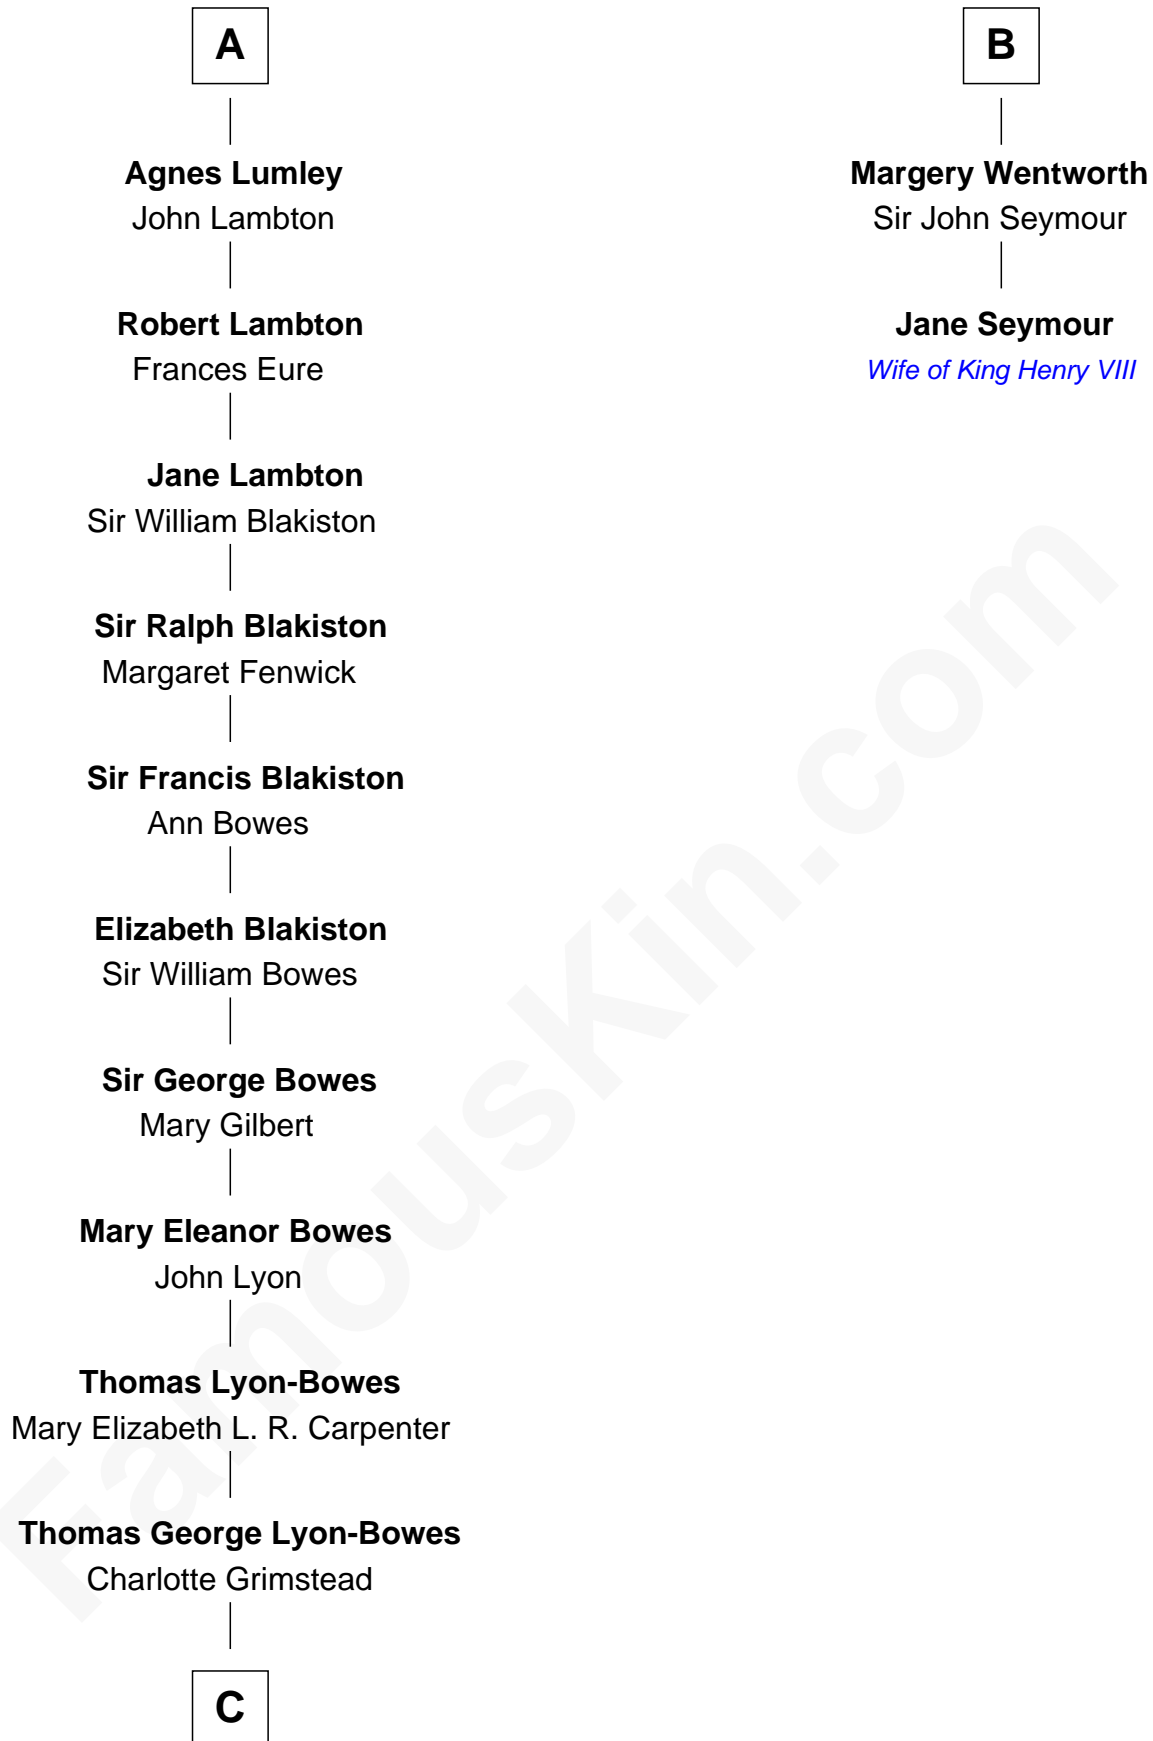 A
Agnes Lumley
John Lambton
Robert Lambton
Frances Eure
Jane Lambton
Sir William Blakiston
Sir Ralph Blakiston
Margaret Fenwick
Sir Francis Blakiston
Ann Bowes
Elizabeth Blakiston
Sir William Bowes
Sir George Bowes
Mary Gilbert
Mary Eleanor Bowes
John Lyon
Thomas Lyon-Bowes
Mary Elizabeth L. R. Carpenter
Thomas George Lyon-Bowes
Charlotte Grimstead
C
B
Margery Wentworth
Sir John Seymour
Jane Seymour
Wife of King Henry VIII
FamousKin.com